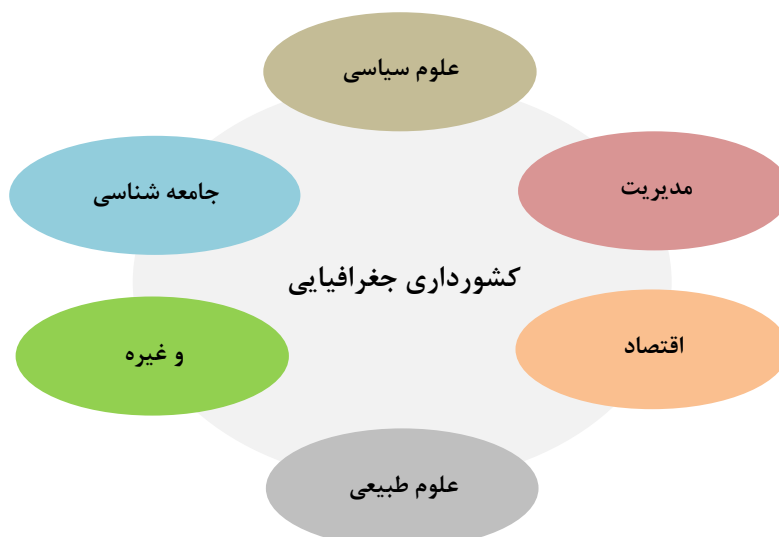 علوم سیاسی
مدیریت
جامعه شناسی
کشورداری جغرافیایی
اقتصاد
و غیره
علوم طبیعی